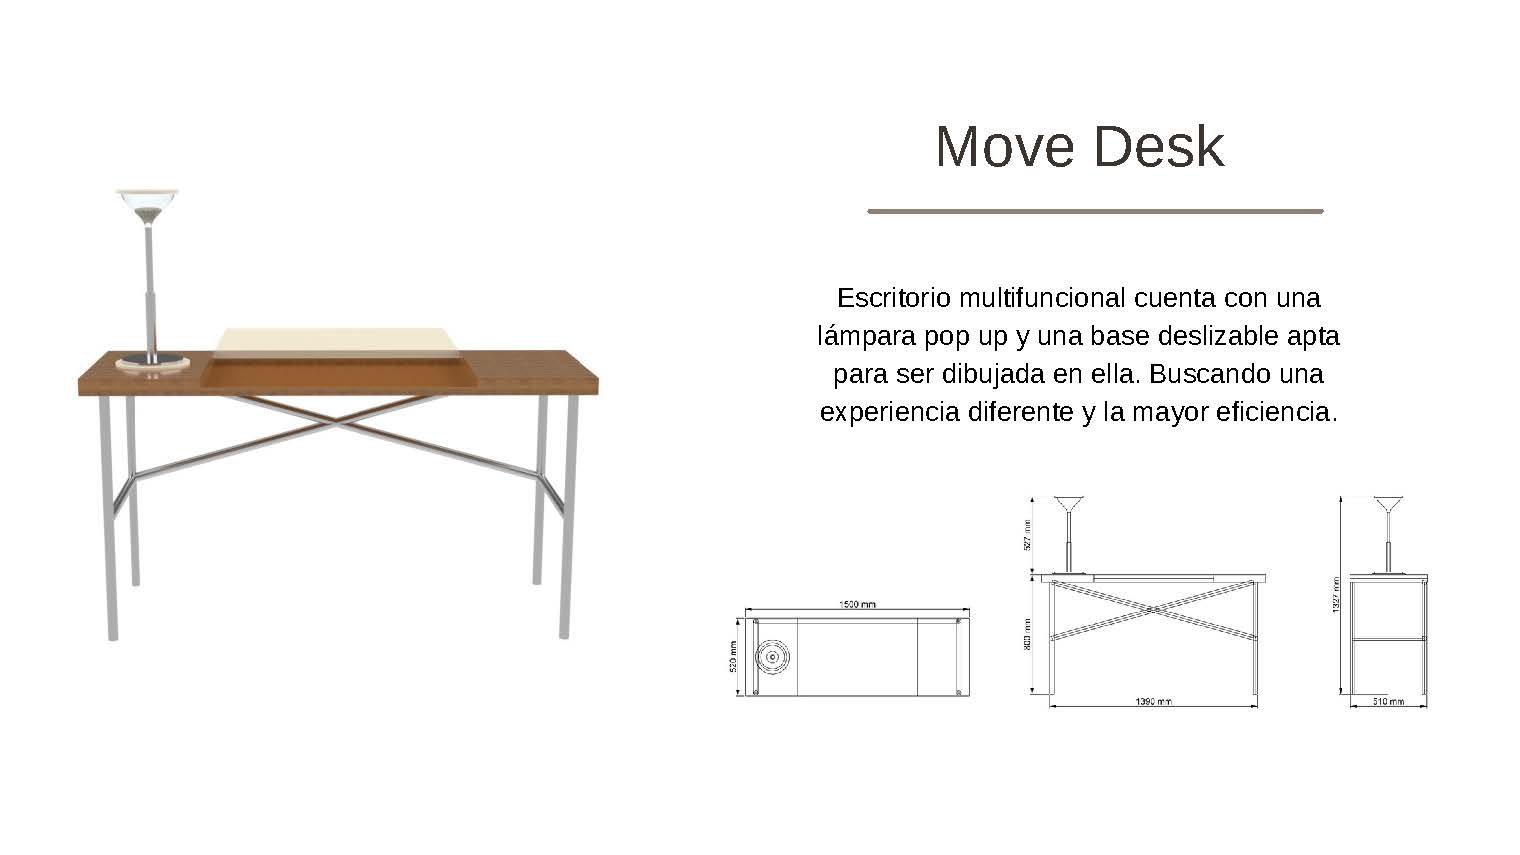 Move Desk
Escritorio multifuncional cuenta con una
lámpara pop up y una base deslizable apta
para ser dibujada en ella. Buscando una
experiencia diferente y la mayor eficiencia.
1500 mm
520 mm
527 mm
800 mm
1390 mm
1327 mm
510 mm